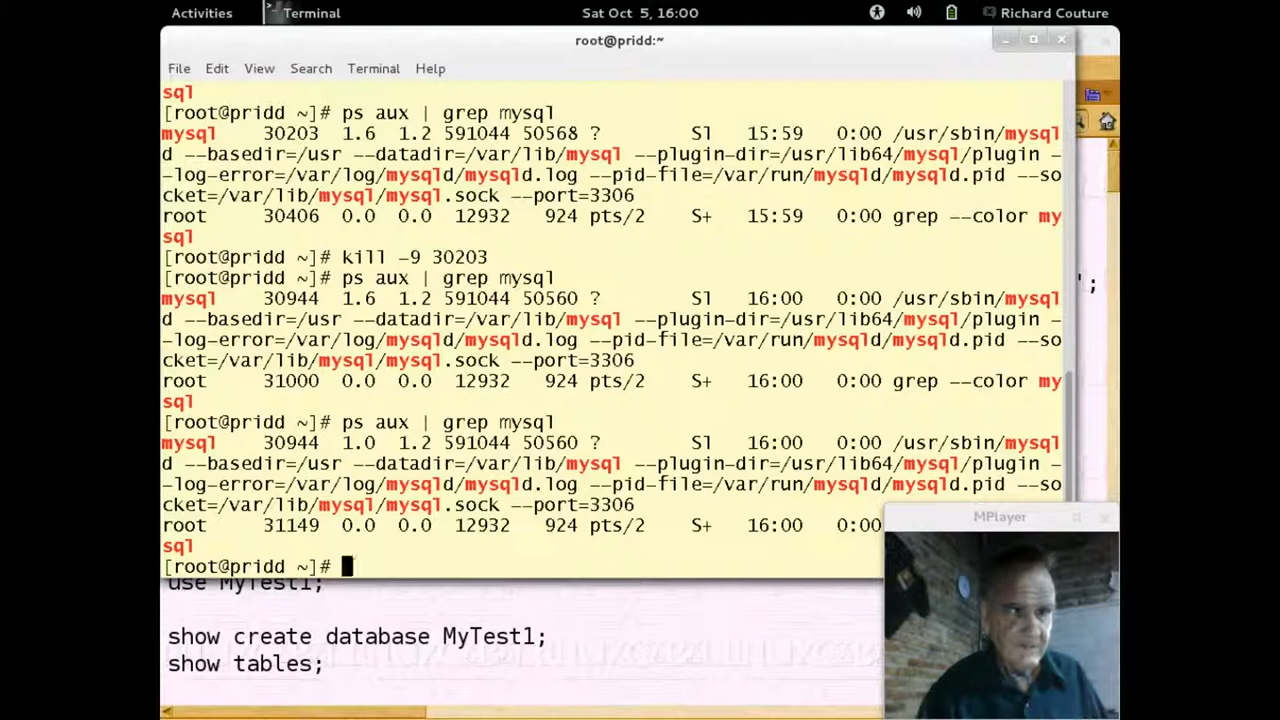 Activities Terminal Sat Oct 5, 16:00 Richard Couture
root@pridd:~
File Edit View Search Terminal Help
sql
[root@pridd ~]# ps aux | grep mysql
mysql 30203 1.6 1.2 591044 50568 ? Sl 15:59 0:00 /usr/sbin/mysql
d --basedir=/usr --datadir=/var/lib/mysql --plugin-dir=/usr/lib64/mysql/plugin -
-log-error=/var/log/mysqld/mysqld.log --pid-file=/var/run/mysqld/mysqld.pid --so
cket=/var/lib/mysql/mysql.sock --port=3306
root 30406 0.0 0.0 12932 924 pts/2 S+ 15:59 0:00 grep --color my
sql
[root@pridd ~]# kill -9 30203
[root@pridd ~]# ps aux | grep mysql
mysql 30944 1.6 1.2 591044 50560 ? Sl 16:00 0:00 /usr/sbin/mysql
d --basedir=/usr --datadir=/var/lib/mysql --plugin-dir=/usr/lib64/mysql/plugin -
-log-error=/var/log/mysqld/mysqld.log --pid-file=/var/run/mysqld/mysqld.pid --so
cket=/var/lib/mysql/mysql.sock --port=3306
root 31000 0.0 0.0 12932 924 pts/2 S+ 16:00 0:00 grep --color my
sql
[root@pridd ~]# ps aux | grep mysql
mysql 30944 1.0 1.2 591044 50560 ? Sl 16:00 0:00 /usr/sbin/mysql
d --basedir=/usr --datadir=/var/lib/mysql --plugin-dir=/usr/lib64/mysql/plugin -
-log-error=/var/log/mysqld/mysqld.log --pid-file=/var/run/mysqld/mysqld.pid --so
cket=/var/lib/mysql/mysql.sock --port=3306
root 31149 0.0 0.0 12932 924 pts/2 S+ 16:00 0:00
sql
[root@pridd ~]#
';
MPlayer
use MyTest1;
show create database MyTest1;
show tables;